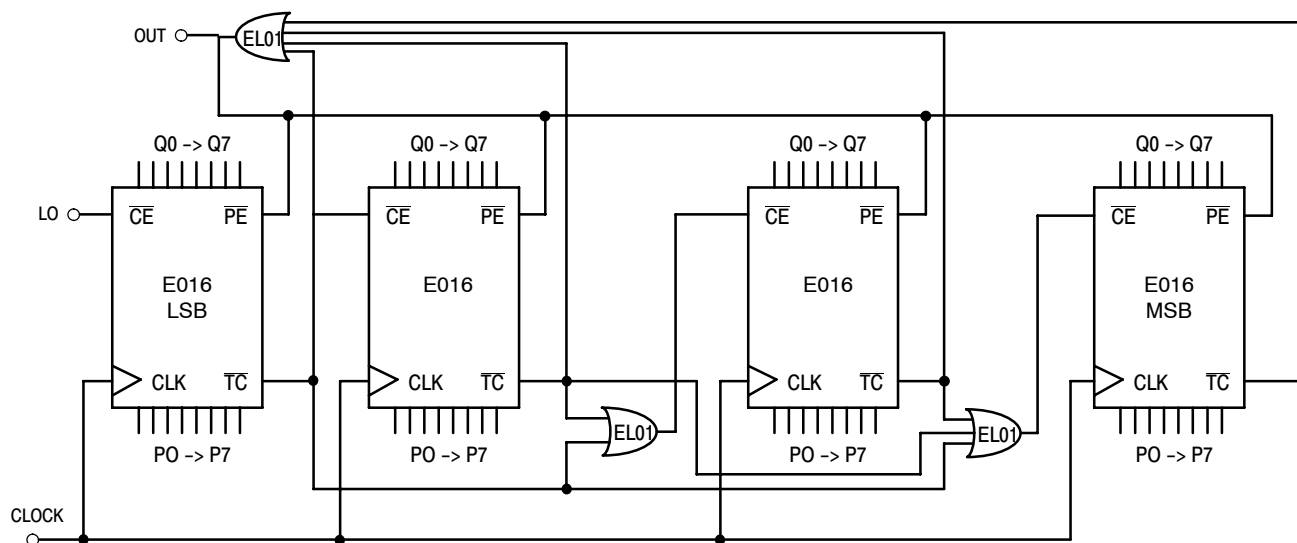 OUT
EL01
Q0 -> Q7
Q0 -> Q7
Q0 -> Q7
Q0 -> Q7
LO
CE
PE
CE
PE
CE
PE
CE
PE
E016
LSB
E016
E016
E016
MSB
CLK
TC
CLK
TC
CLK
TC
CLK
TC
EL01
EL01
PO -> P7
PO -> P7
PO -> P7
PO -> P7
CLOCK